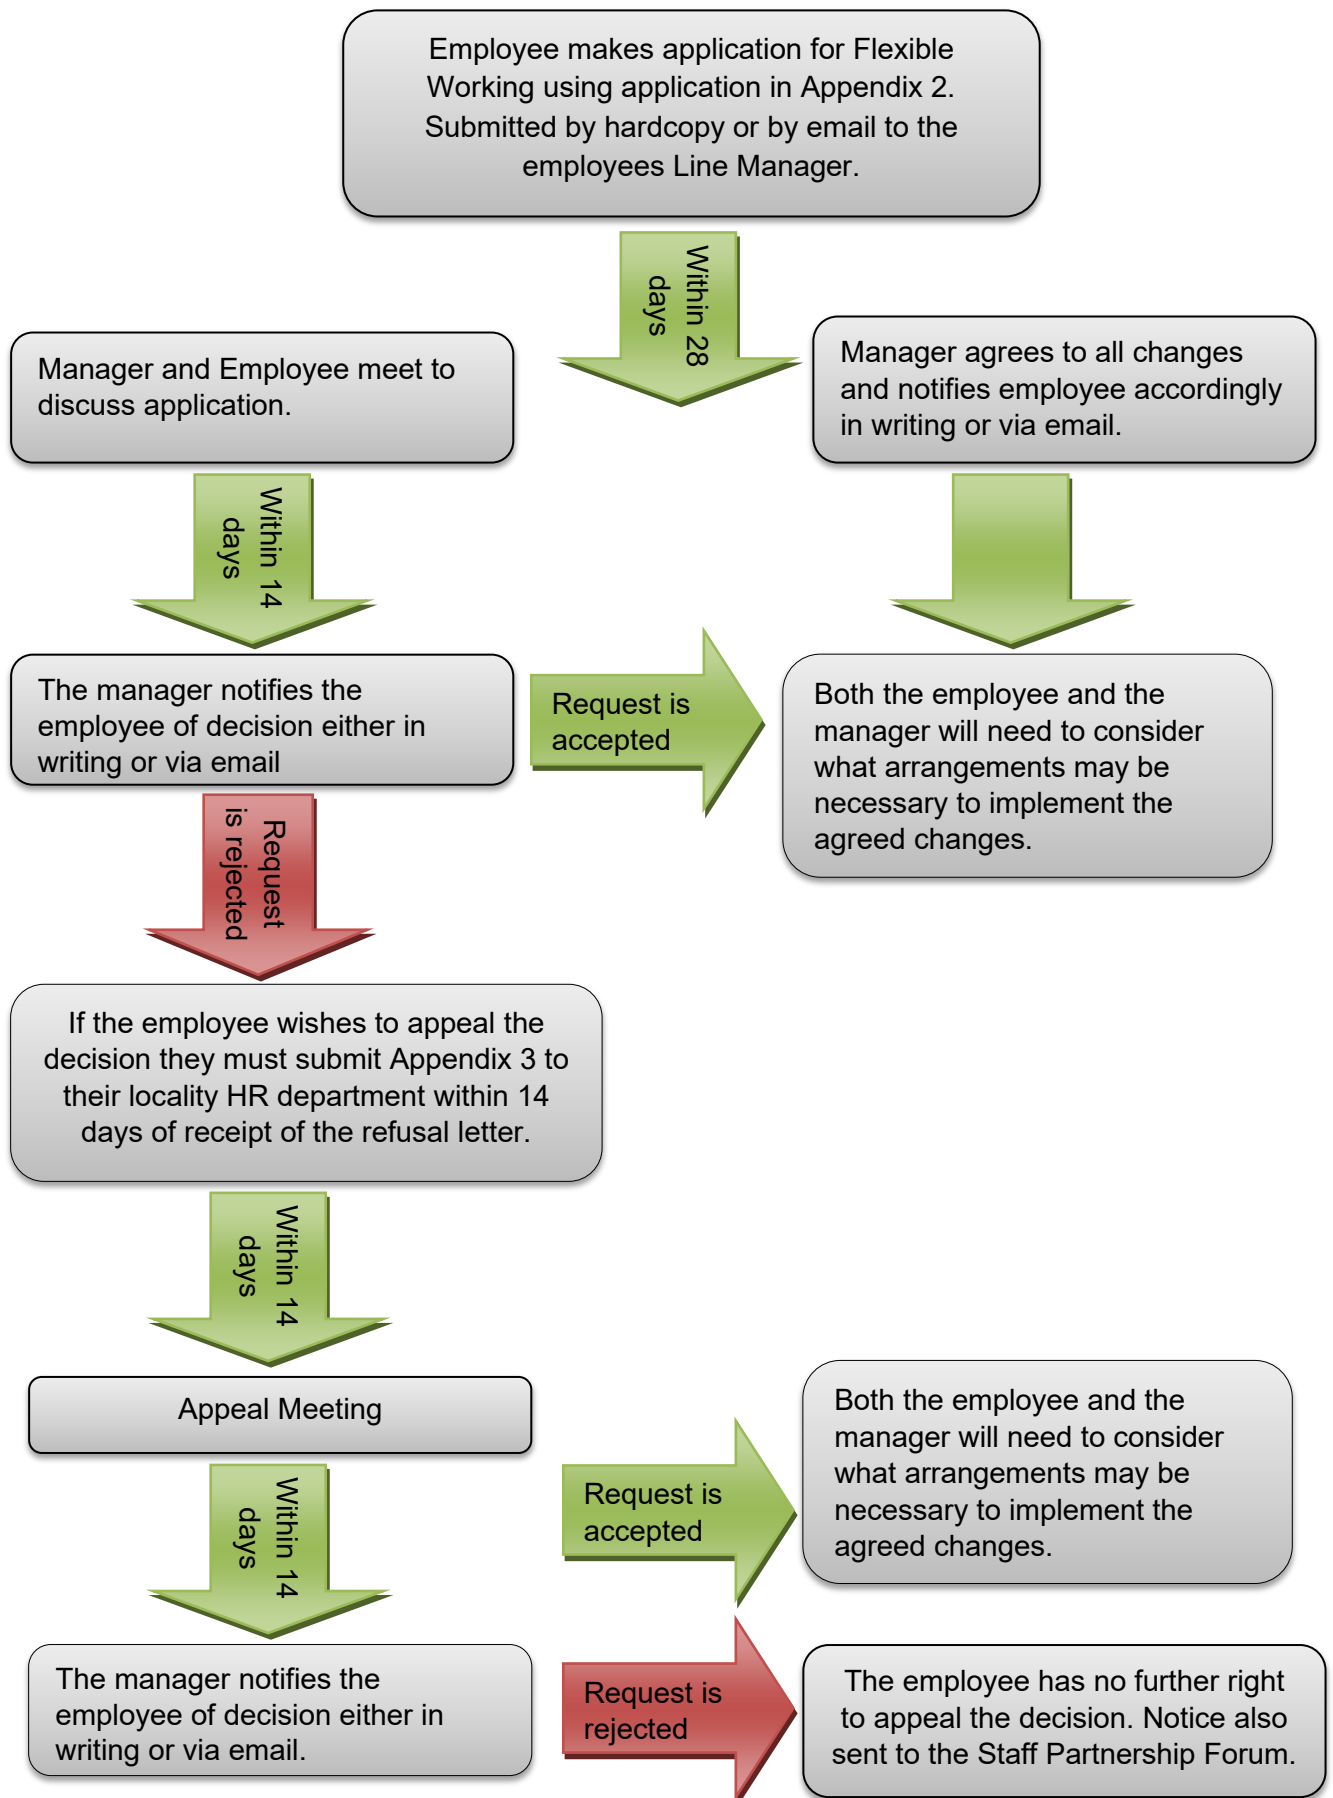 Employee makes application for Flexible
Working using application in Appendix 2.
Submitted by hardcopy or by email to the
employees Line Manager.
Within 28
days
Manager and Employee meet to
discuss application.
Manager agrees to all changes
and notifies employee accordingly
in writing or via email.
Within 14
days
The manager notifies the
employee of decision either in
writing or via email
Request is
accepted
Both the employee and the
manager will need to consider
what arrangements may be
necessary to implement the
agreed changes.
Request
is rejected
If the employee wishes to appeal the
decision they must submit Appendix 3 to
their locality HR department within 14
days of receipt of the refusal letter.
Within 14
days
Appeal Meeting
Within 14
days
Request is
accepted
Both the employee and the
manager will need to consider
what arrangements may be
necessary to implement the
agreed changes.
The manager notifies the
employee of decision either in
writing or via email.
Request is
rejected
The employee has no further right
to appeal the decision. Notice also
sent to the Staff Partnership Forum.